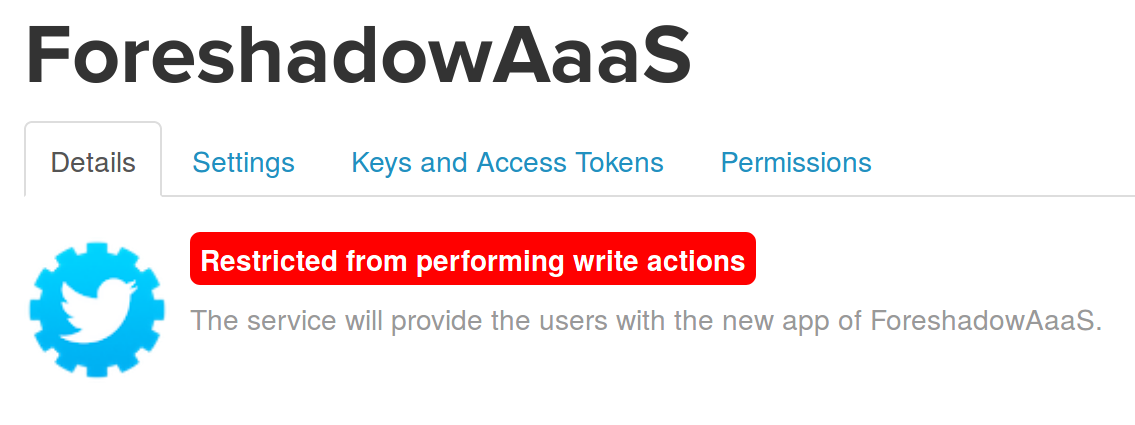 ForeshadowAaaS
Details Settings Keys and Access Tokens Permissions
Restricted from performing write actions
The service will provide the users with the new app of ForeshadowAaaS.